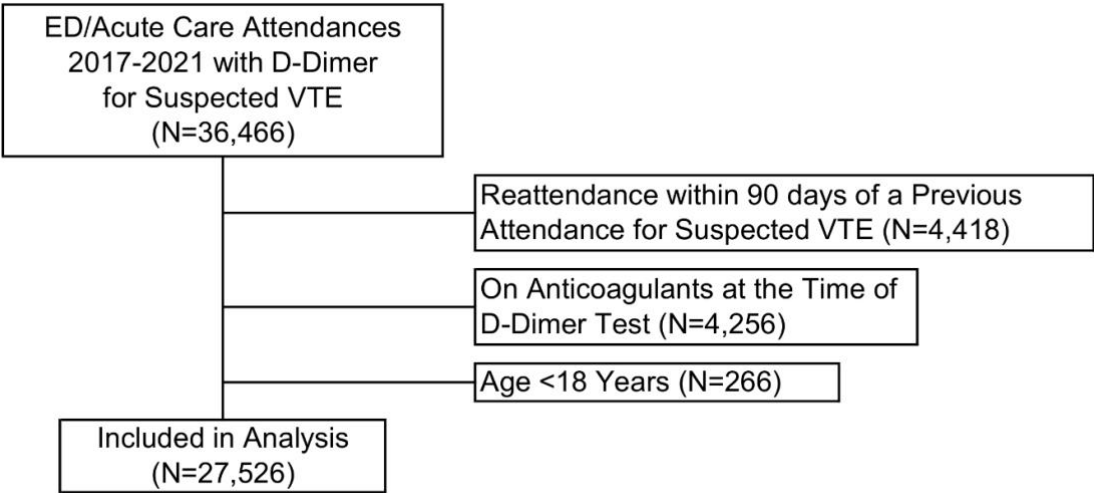 ED/Acute Care Attendances
2017-2021 with D-Dimer
for Suspected VTE
(N=36,466)
Reattendance within 90 days of a Previous
Attendance for Suspected VTE (N=4,418)
On Anticoagulants at the Time of
D-Dimer Test (N=4,256)
Age <18 Years (N=266)
Included in Analysis
(N=27,526)